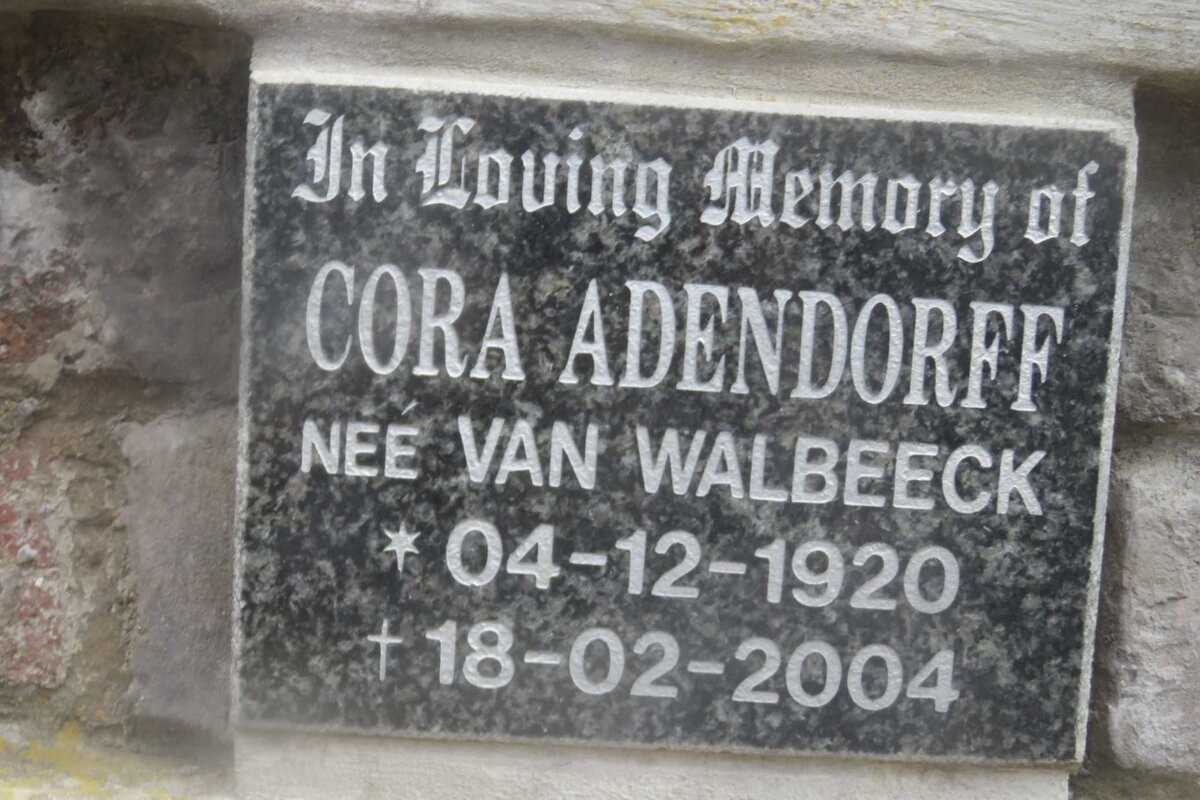 In Loving Memory of
CORA ADENDORFF
NEÉ VAN WALBEECK
* 04-12-1920
† 18-02-2004